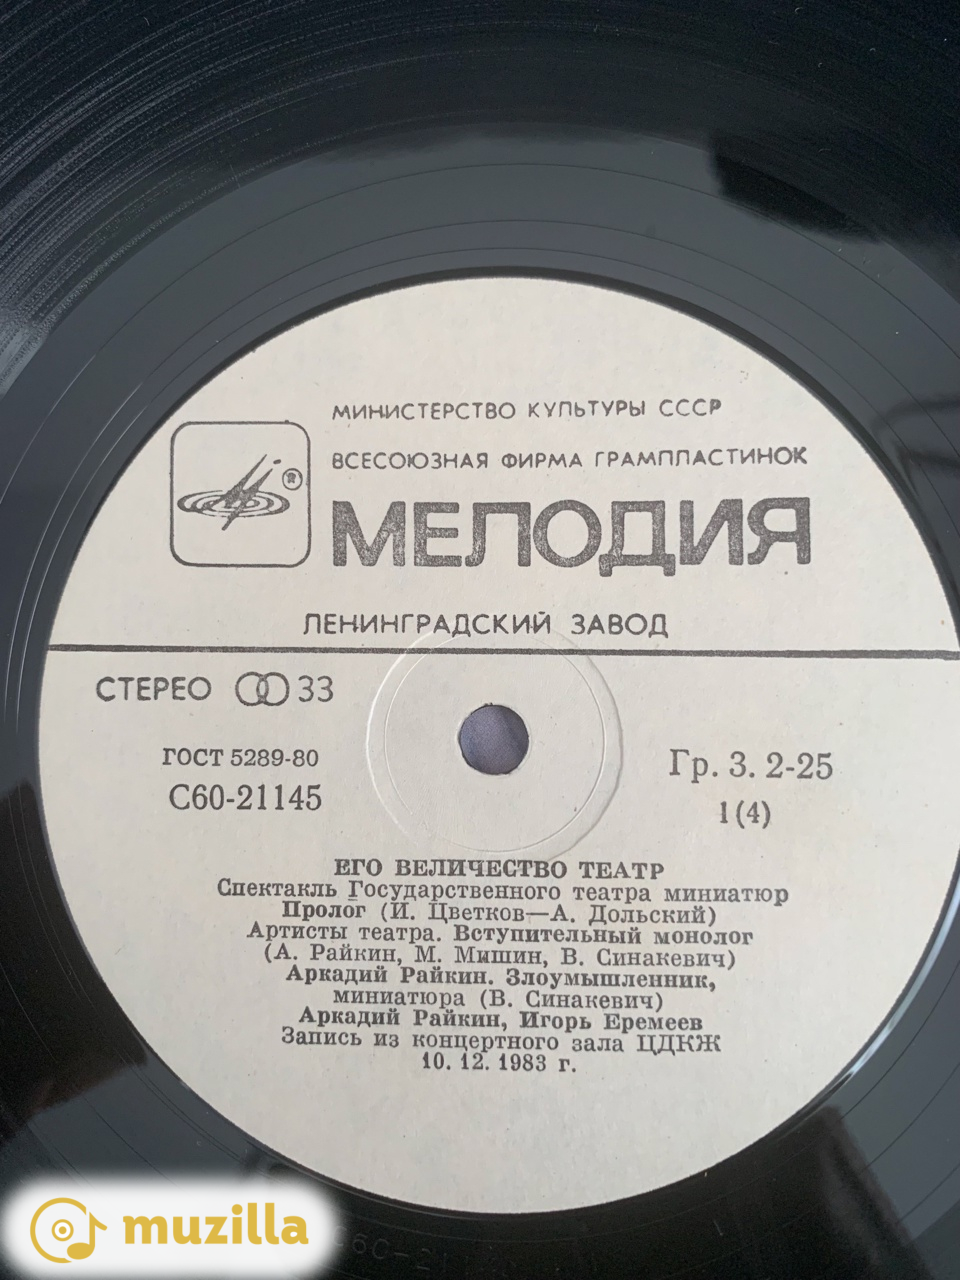 МИНИСТЕРСТВО КУЛЬТУРЫ СССР
ВСЕСОЮЗНАЯ ФИРМА ГРАМПЛАСТИНОК
МЕЛОДИЯ
ЛЕНИНГРАДСКИЙ ЗАВОД
СТЕРЕО 33
ГОСТ 5289-80
С60-21145
Гр. 3. 2-25
1(4)
ЕГО ВЕЛИЧЕСТВО ТЕАТР
Спектакль Государственного театра миниатюр
Пролог (И. Цветков—А. Дольский)
Артисты театра. Вступительный монолог
(А. Райкин, М. Мишин, В. Синакевич)
Аркадий Райкин. Злоумышленник,
миниатюра (В. Синакевич)
Аркадий Райкин, Игорь Еремеев
Запись из концертного зала ЦДКЖ
10. 12. 1983 г.
muzilla